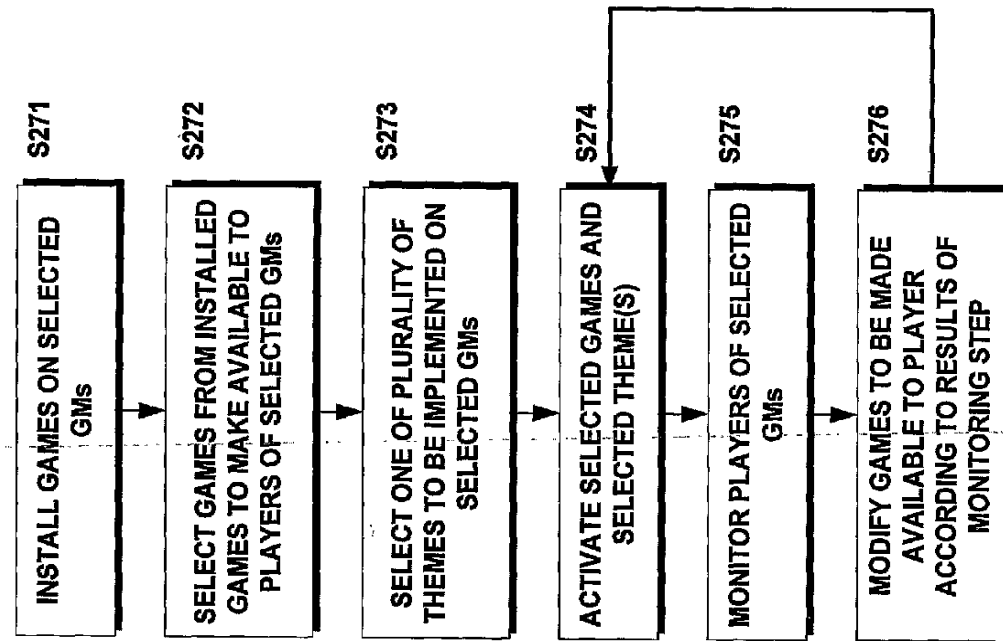 S271
INSTALL GAMES ON SELECTED
GMs
S272
SELECT GAMES FROM INSTALLED
GAMES TO MAKE AVAILABLE TO
PLAYERS OF SELECTED GMs
S273
SELECT ONE OF PLURALITY OF
THEMES TO BE IMPLEMENTED ON
SELECTED GMs
S274
ACTIVATE SELECTED GAMES AND
SELECTED THEME(S)
S275
MONITOR PLAYERS OF SELECTED
GMs
S276
MODIFY GAMES TO BE MADE
AVAILABLE TO PLAYER
ACCORDING TO RESULTS OF
MONITORING STEP